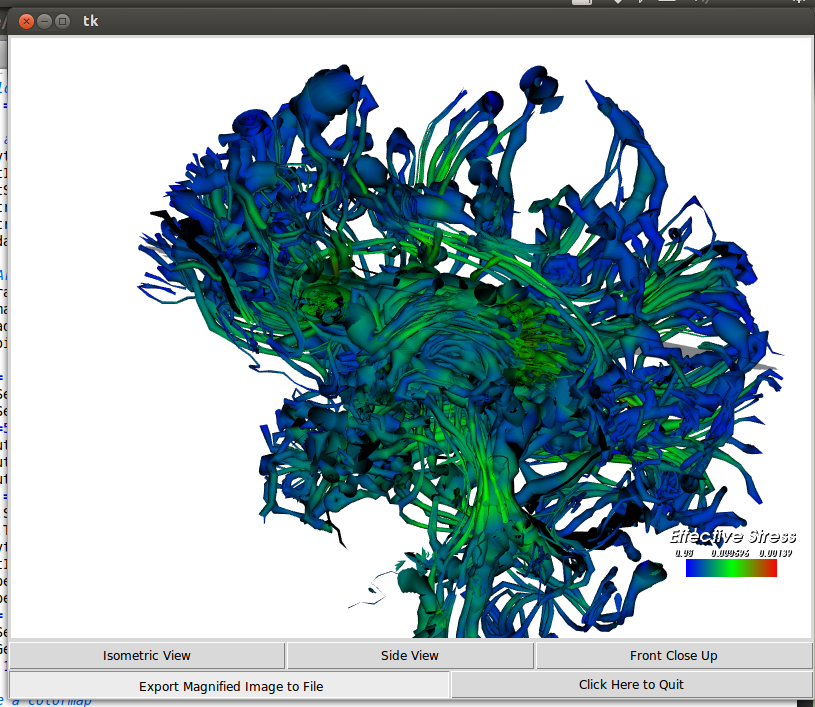 tk
Effective Stress
0.00 0.000696 0.00139
Isometric View Side View Front Close Up
Export Magnified Image to File Click Here to Quit
e a colormap